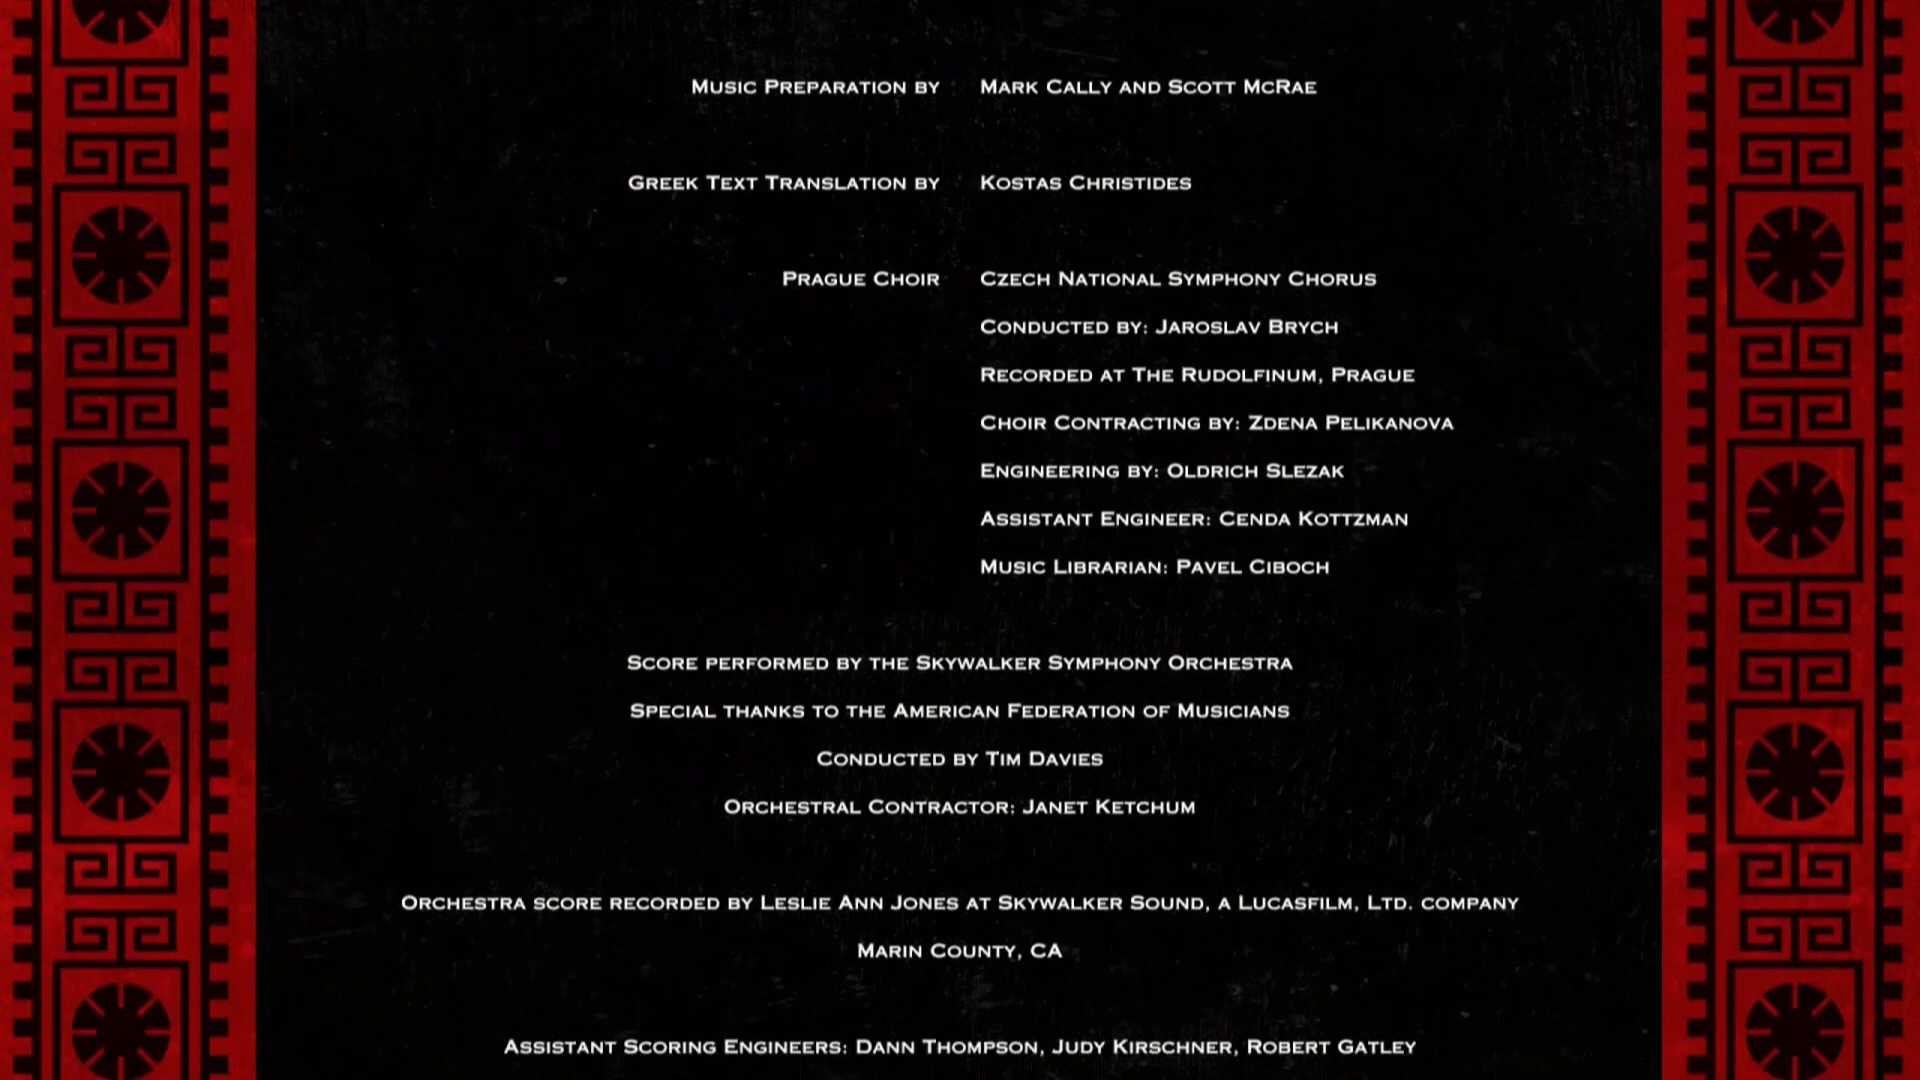 Music Preparation by Mark Cally and Scott McRae
Greek Text Translation by Kostas Christides
Prague Choir Czech National Symphony Chorus
Conducted by: Jaroslav Brych
Recorded at The Rudolfinum, Prague
Choir Contracting by: Zdena Pelikanova
Engineering by: Oldrich Slezak
Assistant Engineer: Cenda Kottzman
Music Librarian: Pavel Ciboch
Score performed by the Skywalker Symphony Orchestra
Special thanks to the American Federation of Musicians
Conducted by Tim Davies
Orchestral Contractor: Janet Ketchum
Orchestra score recorded by Leslie Ann Jones at Skywalker Sound, a Lucasfilm, Ltd. company
Marin County, CA
Assistant Scoring Engineers: Dann Thompson, Judy Kirschner, Robert Gatley